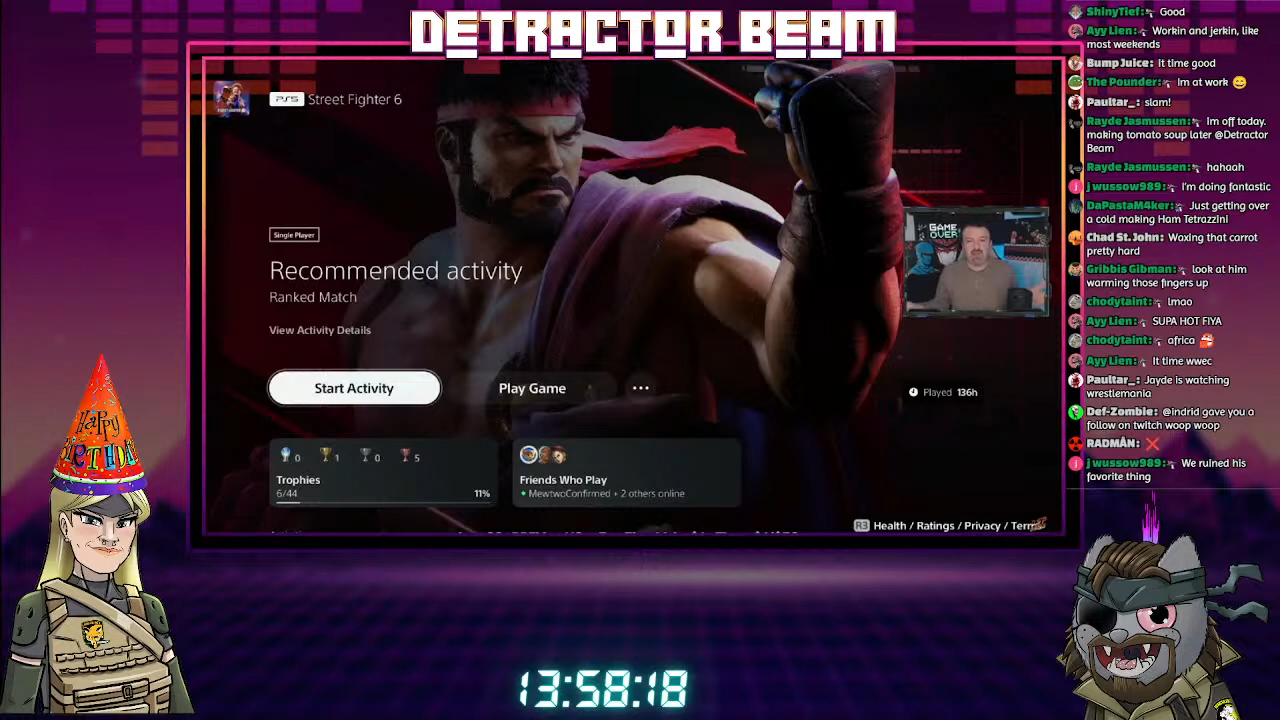 DETRACTOR BEAM
PS5 Street Fighter 6
GAME
OVER
Single Player
Recommended activity
Ranked Match
View Activity Details
Start Activity
Play Game
•••
Played 136h
0 1 0 5
Trophies
6/44 11%
Friends Who Play
MewtwoConfirmed + 2 others online
R3 Health / Ratings / Privacy / Term
Happy
BiRTHDA
13:58:18
ShinyTief: Good
Ayy Lien: Workin and jerkin, like
most weekends
Bump Juice: It time good
The Pounder: Im at work 😄
Paultar_: slam!
Rayde Jasmussen: Im off today.
making tomato soup later @Detractor
Beam
Rayde Jasmussen: hahaah
j wussow989: I'm doing fantastic
DaPastaM4ker: Just getting over
a cold making Ham Tetrazzini
Chad St. John: Waxing that carrot
pretty hard
Gribbis Gibman: look at him
warming those fingers up
chodytaint: lmao
Ayy Lien: SUPA HOT FIYA
chodytaint: africa
Ayy Lien: It time wwec
Paultar_: Jayde is watching
wrestlemania
Def-Zombie: @indrid gave you a
follow on twitch woop woop
RADMÅN: ❌
j wussow989: We ruined his
favorite thing